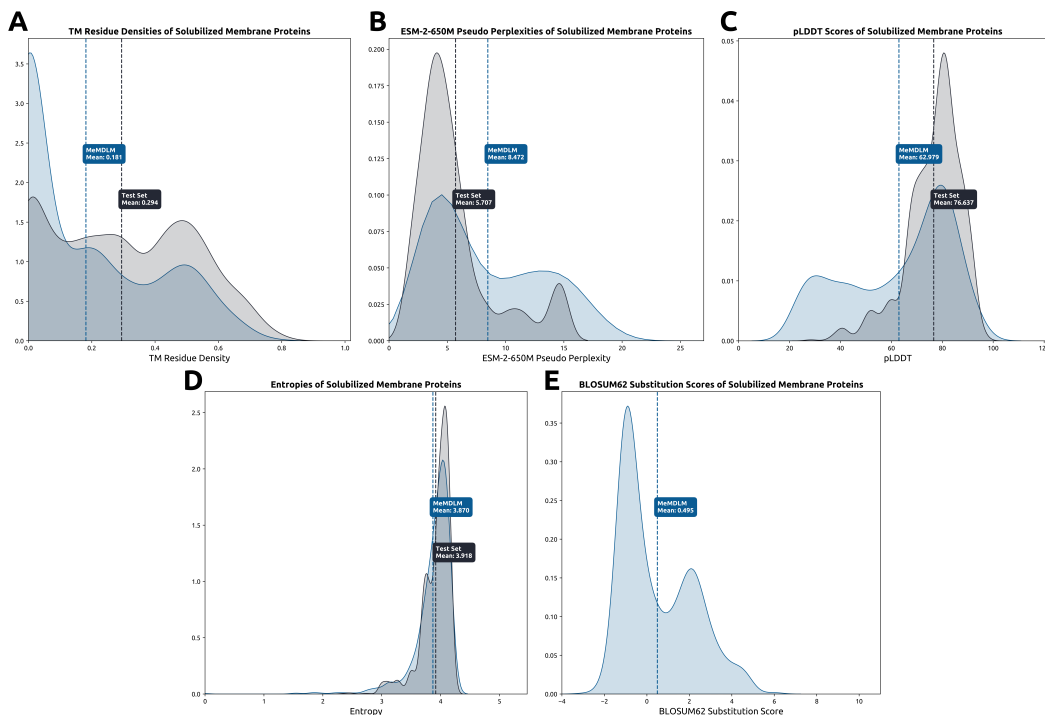 A
TM Residue Densities of Solubilized Membrane Proteins
3.5
3.0
2.5
2.0
1.5
1.0
0.5
0.0
MeMDLM
Mean: 0.181
Test Set
Mean: 0.294
0.0 0.2 0.4 0.6 0.8 1.0
TM Residue Density
B
ESM-2-650M Pseudo Perplexities of Solubilized Membrane Proteins
0.200
0.175
0.150
0.125
0.100
0.075
0.050
0.025
0.000
MeMDLM
Mean: 8.472
Test Set
Mean: 5.707
0 5 10 15 20 25
ESM-2-650M Pseudo Perplexity
C
pLDDT Scores of Solubilized Membrane Proteins
0.05
0.04
0.03
0.02
0.01
0.00
MeMDLM
Mean: 62.979
Test Set
Mean: 76.637
0 20 40 60 80 100 120
pLDDT
D
Entropies of Solubilized Membrane Proteins
2.5
2.0
1.5
1.0
0.5
0.0
MeMDLM
Mean: 3.870
Test Set
Mean: 3.918
0 1 2 3 4 5
Entropy
E
BLOSUM62 Substitution Scores of Solubilized Membrane Proteins
0.35
0.30
0.25
0.20
0.15
0.10
0.05
0.00
MeMDLM
Mean: 0.495
−4 −2 0 2 4 6 8 10
BLOSUM62 Substitution Score